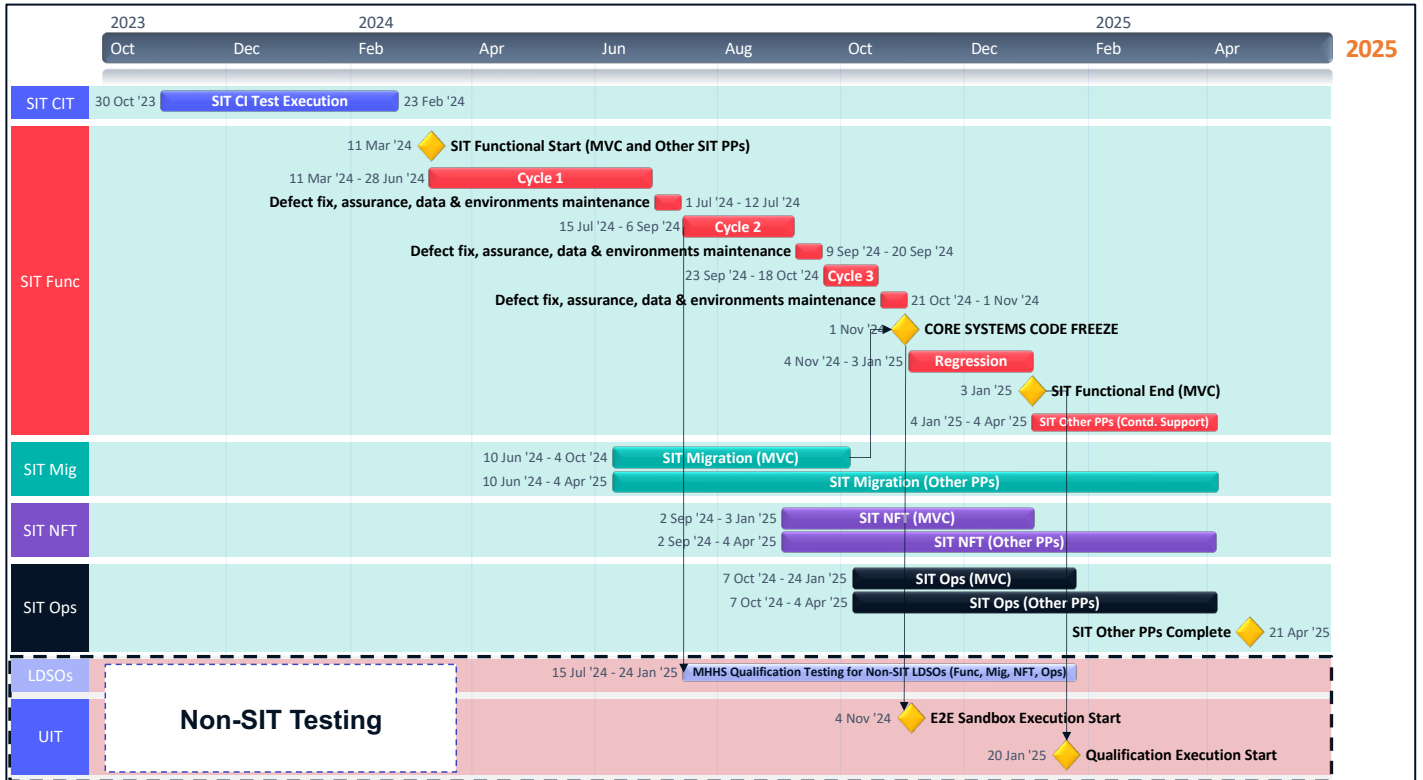 2023 2024 2025
Oct Dec Feb Apr Jun Aug Oct Dec Feb Apr 2025
SIT CIT 30 Oct '23 SIT CI Test Execution 23 Feb '24
11 Mar '24 SIT Functional Start (MVC and Other SIT PPs)
11 Mar '24 - 28 Jun '24 Cycle 1
Defect fix, assurance, data & environments maintenance 1 Jul '24 - 12 Jul '24
15 Jul '24 - 6 Sep '24 Cycle 2
Defect fix, assurance, data & environments maintenance 9 Sep '24 - 20 Sep '24
SIT Func 23 Sep '24 - 18 Oct '24 Cycle 3
Defect fix, assurance, data & environments maintenance 21 Oct '24 - 1 Nov '24
1 Nov '24 CORE SYSTEMS CODE FREEZE
4 Nov '24 - 3 Jan '25 Regression
3 Jan '25 SIT Functional End (MVC)
4 Jan '25 - 4 Apr '25 SIT Other PPs (Contd. Support)
SIT Mig 10 Jun '24 - 4 Oct '24 SIT Migration (MVC)
10 Jun '24 - 4 Apr '25 SIT Migration (Other PPs)
SIT NFT 2 Sep '24 - 3 Jan '25 SIT NFT (MVC)
2 Sep '24 - 4 Apr '25 SIT NFT (Other PPs)
SIT Ops 7 Oct '24 - 24 Jan '25 SIT Ops (MVC)
7 Oct '24 - 4 Apr '25 SIT Ops (Other PPs)
SIT Other PPs Complete 21 Apr '25
LDSOs 15 Jul '24 - 24 Jan '25 MHHS Qualification Testing for Non-SIT LDSOs (Func, Mig, NFT, Ops)
Non-SIT Testing
UIT 4 Nov '24 E2E Sandbox Execution Start
20 Jan '25 Qualification Execution Start